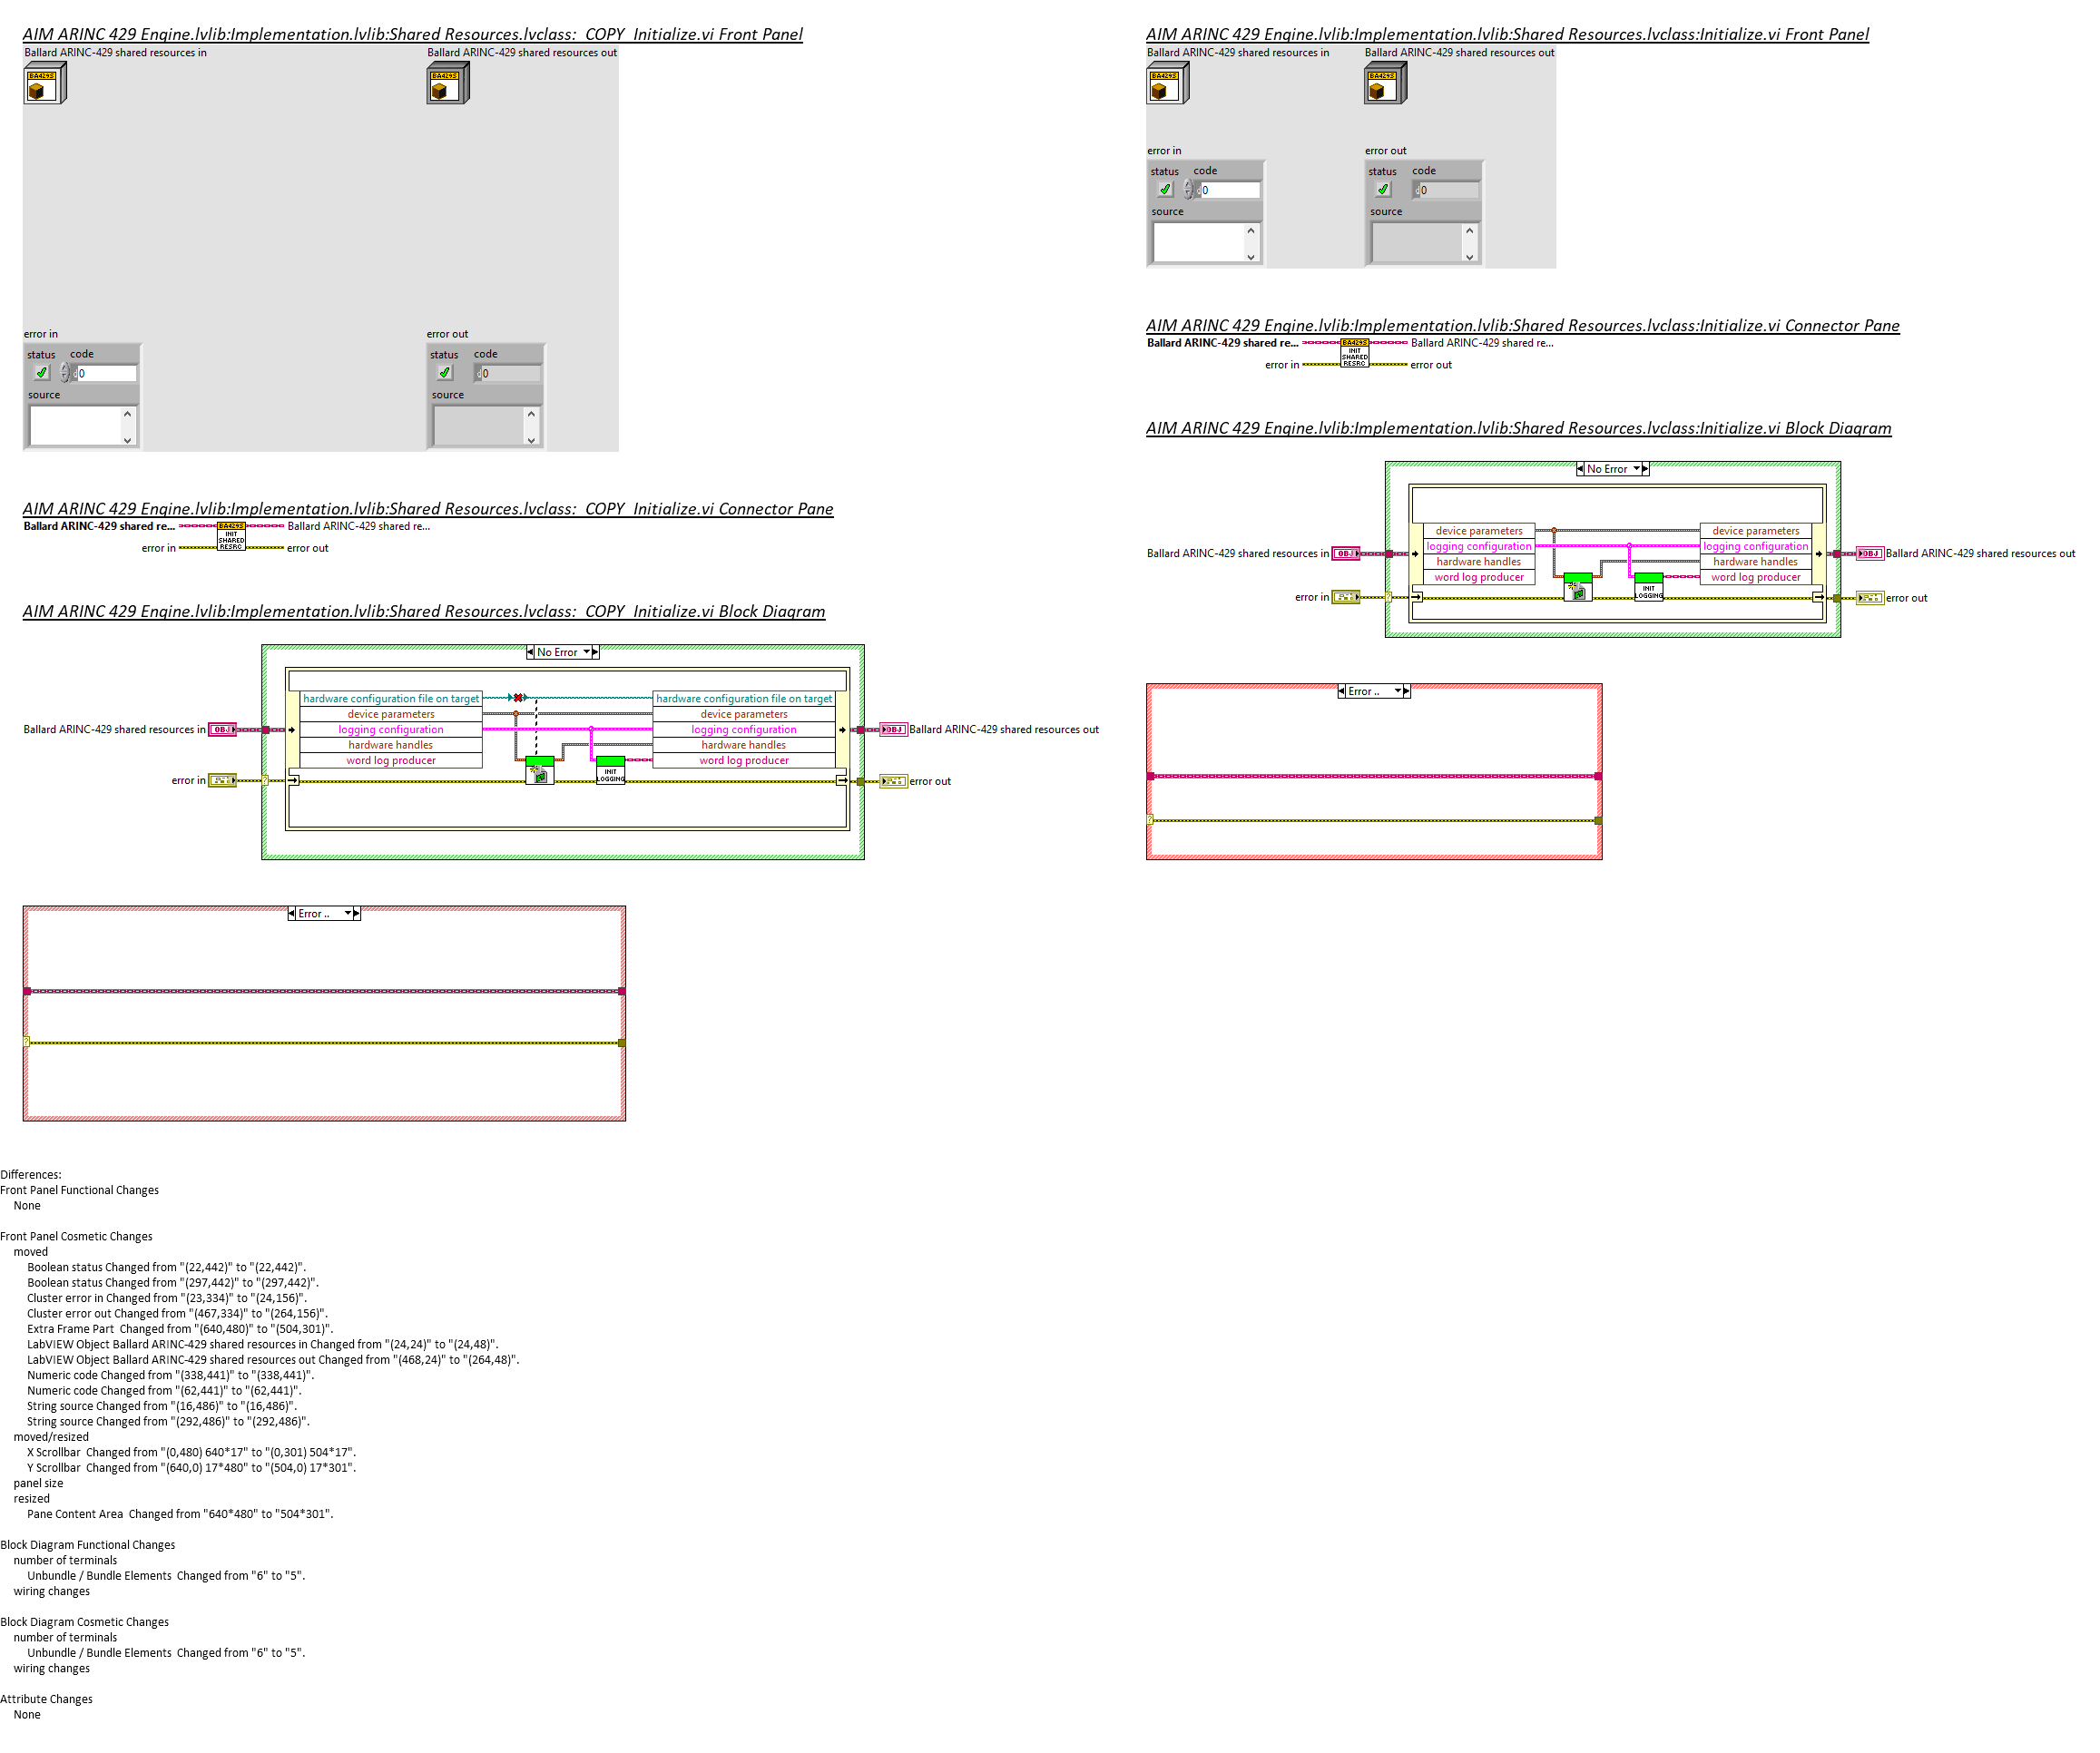 AIM ARINC 429 Engine.lvlib:Implementation.lvlib:Shared Resources.lvclass:_COPY_Initialize.vi Front Panel
Ballard ARINC-429 shared resources in
Ballard ARINC-429 shared resources out
BA429S
BA429S
error in
error out
status code
status code
0
0
source
source
AIM ARINC 429 Engine.lvlib:Implementation.lvlib:Shared Resources.lvclass:_COPY_Initialize.vi Connector Pane
Ballard ARINC-429 shared re...
BA429S
INIT
SHARED
RESRC
Ballard ARINC-429 shared re...
error in
error out
AIM ARINC 429 Engine.lvlib:Implementation.lvlib:Shared Resources.lvclass:_COPY_Initialize.vi Block Diagram
No Error
hardware configuration file on target
hardware configuration file on target
device parameters
device parameters
Ballard ARINC-429 shared resources in
OBJ
logging configuration
logging configuration
OBJ
Ballard ARINC-429 shared resources out
hardware handles
hardware handles
word log producer
word log producer
error in
?
INIT
LOGGING
error out
Error ..
?
AIM ARINC 429 Engine.lvlib:Implementation.lvlib:Shared Resources.lvclass:Initialize.vi Front Panel
Ballard ARINC-429 shared resources in
Ballard ARINC-429 shared resources out
BA429S
BA429S
error in
error out
status code
status code
0
0
source
source
AIM ARINC 429 Engine.lvlib:Implementation.lvlib:Shared Resources.lvclass:Initialize.vi Connector Pane
Ballard ARINC-429 shared re...
BA429S
INIT
SHARED
RESRC
Ballard ARINC-429 shared re...
error in
error out
AIM ARINC 429 Engine.lvlib:Implementation.lvlib:Shared Resources.lvclass:Initialize.vi Block Diagram
No Error
device parameters
device parameters
logging configuration
logging configuration
Ballard ARINC-429 shared resources in
OBJ
OBJ
Ballard ARINC-429 shared resources out
hardware handles
hardware handles
word log producer
word log producer
error in
?
INIT
LOGGING
error out
Error ..
?
Differences:
Front Panel Functional Changes
None
Front Panel Cosmetic Changes
moved
Boolean status Changed from "(22,442)" to "(22,442)".
Boolean status Changed from "(297,442)" to "(297,442)".
Cluster error in Changed from "(23,334)" to "(24,156)".
Cluster error out Changed from "(467,334)" to "(264,156)".
Extra Frame Part  Changed from "(640,480)" to "(504,301)".
LabVIEW Object Ballard ARINC-429 shared resources in Changed from "(24,24)" to "(24,48)".
LabVIEW Object Ballard ARINC-429 shared resources out Changed from "(468,24)" to "(264,48)".
Numeric code Changed from "(338,441)" to "(338,441)".
Numeric code Changed from "(62,441)" to "(62,441)".
String source Changed from "(16,486)" to "(16,486)".
String source Changed from "(292,486)" to "(292,486)".
moved/resized
X Scrollbar  Changed from "(0,480) 640*17" to "(0,301) 504*17".
Y Scrollbar  Changed from "(640,0) 17*480" to "(504,0) 17*301".
panel size
resized
Pane Content Area  Changed from "640*480" to "504*301".
Block Diagram Functional Changes
number of terminals
Unbundle / Bundle Elements  Changed from "6" to "5".
wiring changes
Block Diagram Cosmetic Changes
number of terminals
Unbundle / Bundle Elements  Changed from "6" to "5".
wiring changes
Attribute Changes
None